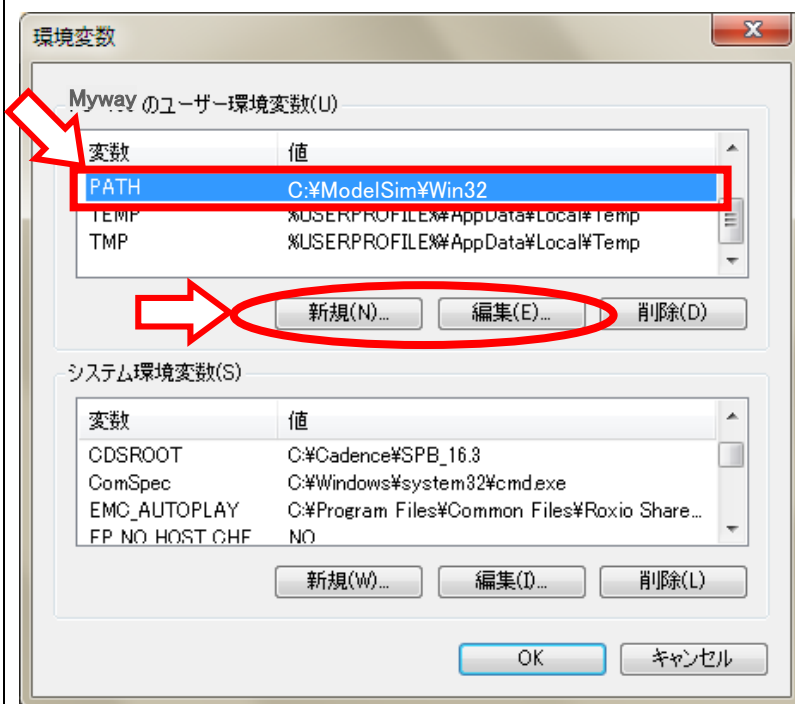 環境変数
Myway のユーザー環境変数(U)
変数 値
PATH C:¥ModelSim¥Win32
TEMP %USERPROFILE%¥AppData¥Local¥Temp
TMP %USERPROFILE%¥AppData¥Local¥Temp
新規(N)... 編集(E)... 削除(D)
システム環境変数(S)
変数 値
CDSROOT C:¥Cadence¥SPB_16.3
ComSpec C:¥Windows¥system32¥cmd.exe
EMC_AUTOPLAY C:¥Program Files¥Common Files¥Roxio Share...
FP_NO_HOST_CHE NO
新規(W)... 編集(I)... 削除(L)
OK キャンセル